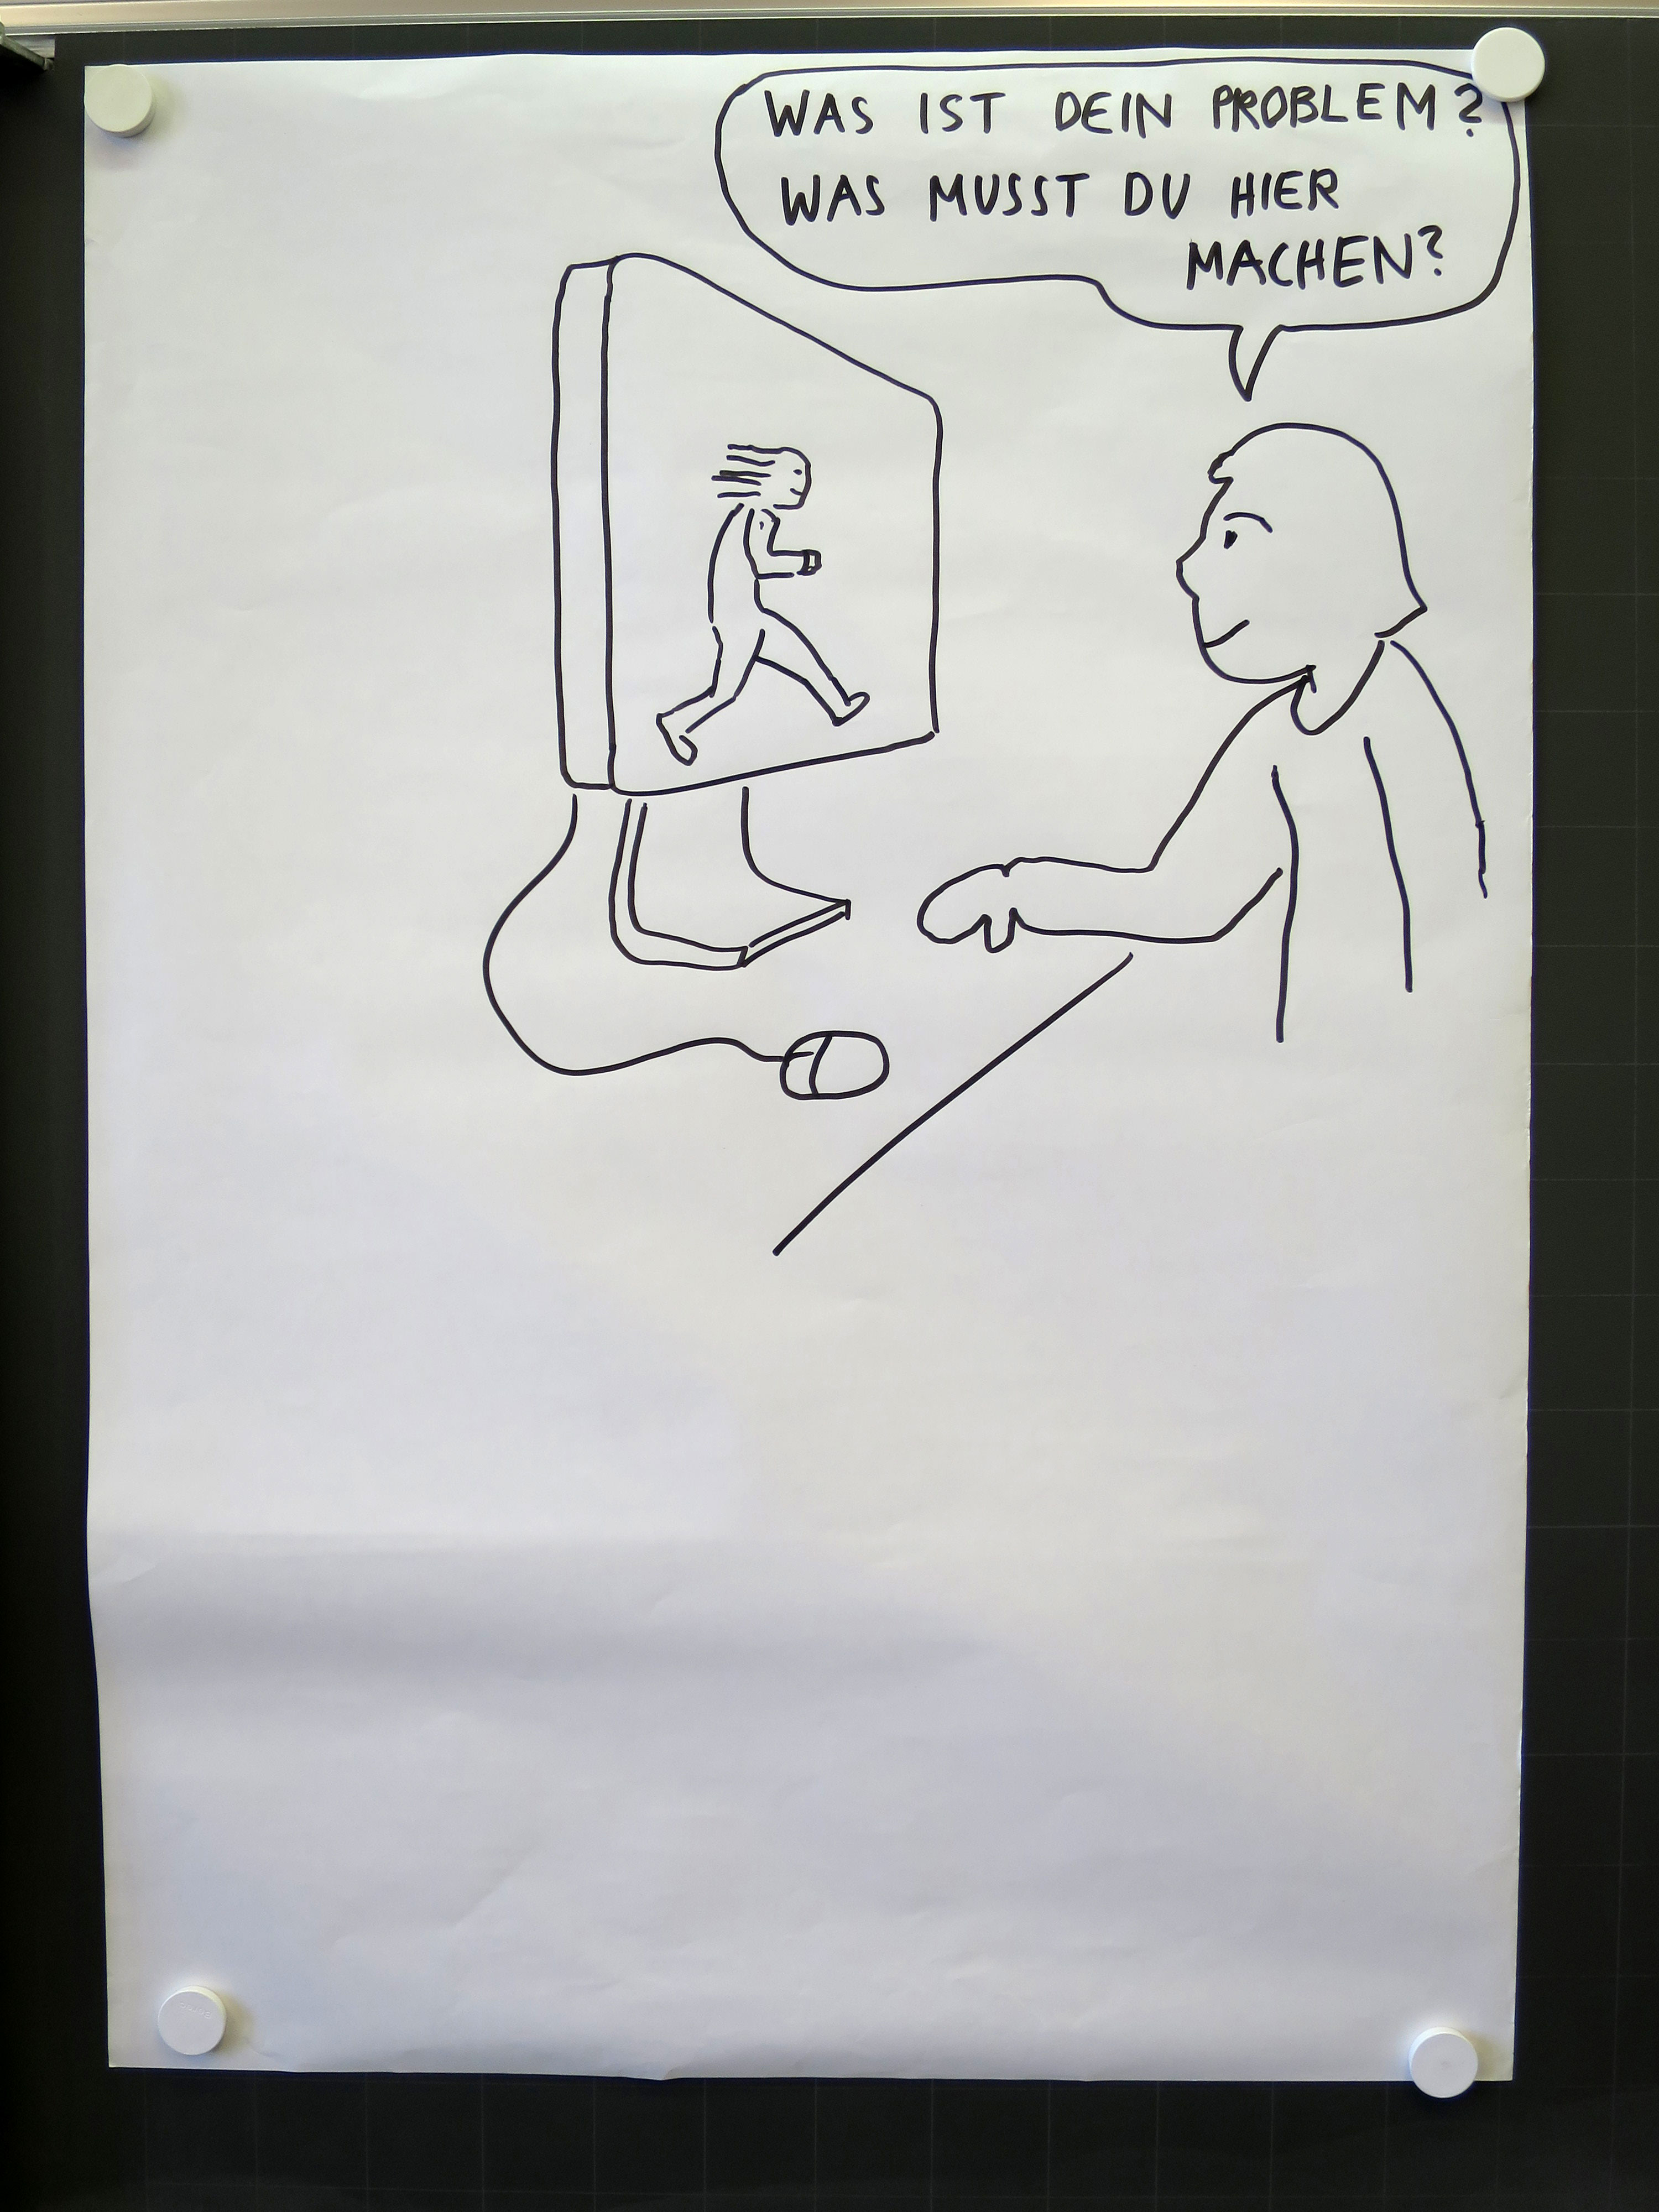 WAS IST DEIN PROBLEM?
WAS MUSST DU HIER
MACHEN?